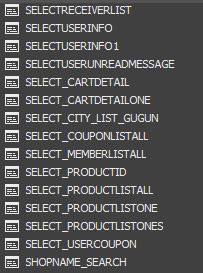 SELECTRECEIVERLIST
SELECTUSERINFO
SELECTUSERINFO1
SELECTUSERUNREADMESSAGE
SELECT_CARTDETAIL
SELECT_CARTDETAILONE
SELECT_CITY_LIST_GUGUN
SELECT_COUPONLISTALL
SELECT_MEMBERLISTALL
SELECT_PRODUCTID
SELECT_PRODUCTLISTALL
SELECT_PRODUCTLISTONE
SELECT_PRODUCTLISTONES
SELECT_USERCOUPON
SHOPNAME_SEARCH